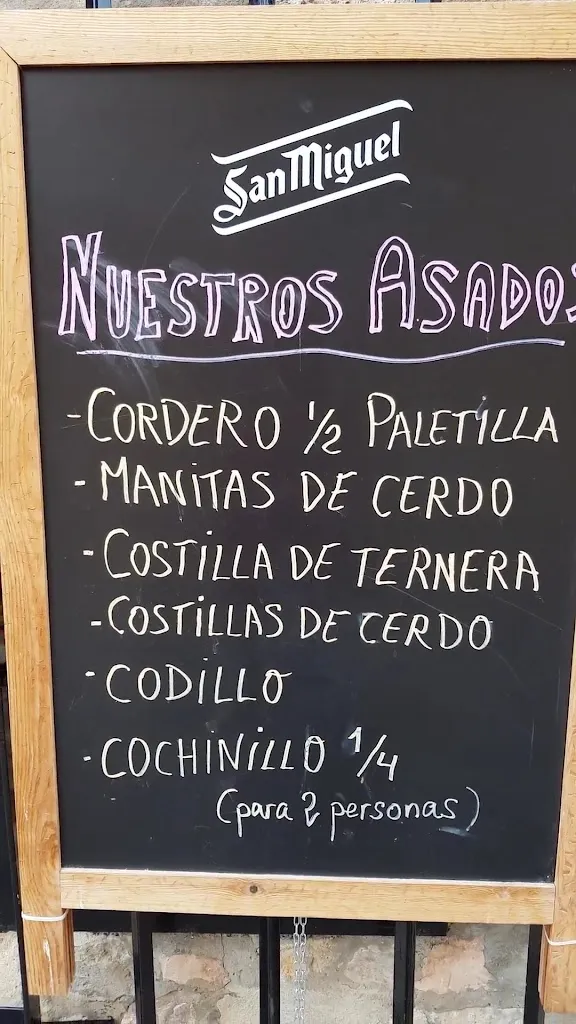 San Miguel
NUESTROS ASADOS
-CORDERO 1/2 PALETILLA
-MANITAS DE CERDO
-COSTILLA DE TERNERA
-COSTILLAS DE CERDO
-CODILLO
-COCHINILLO 1/4
(para 2 personas)